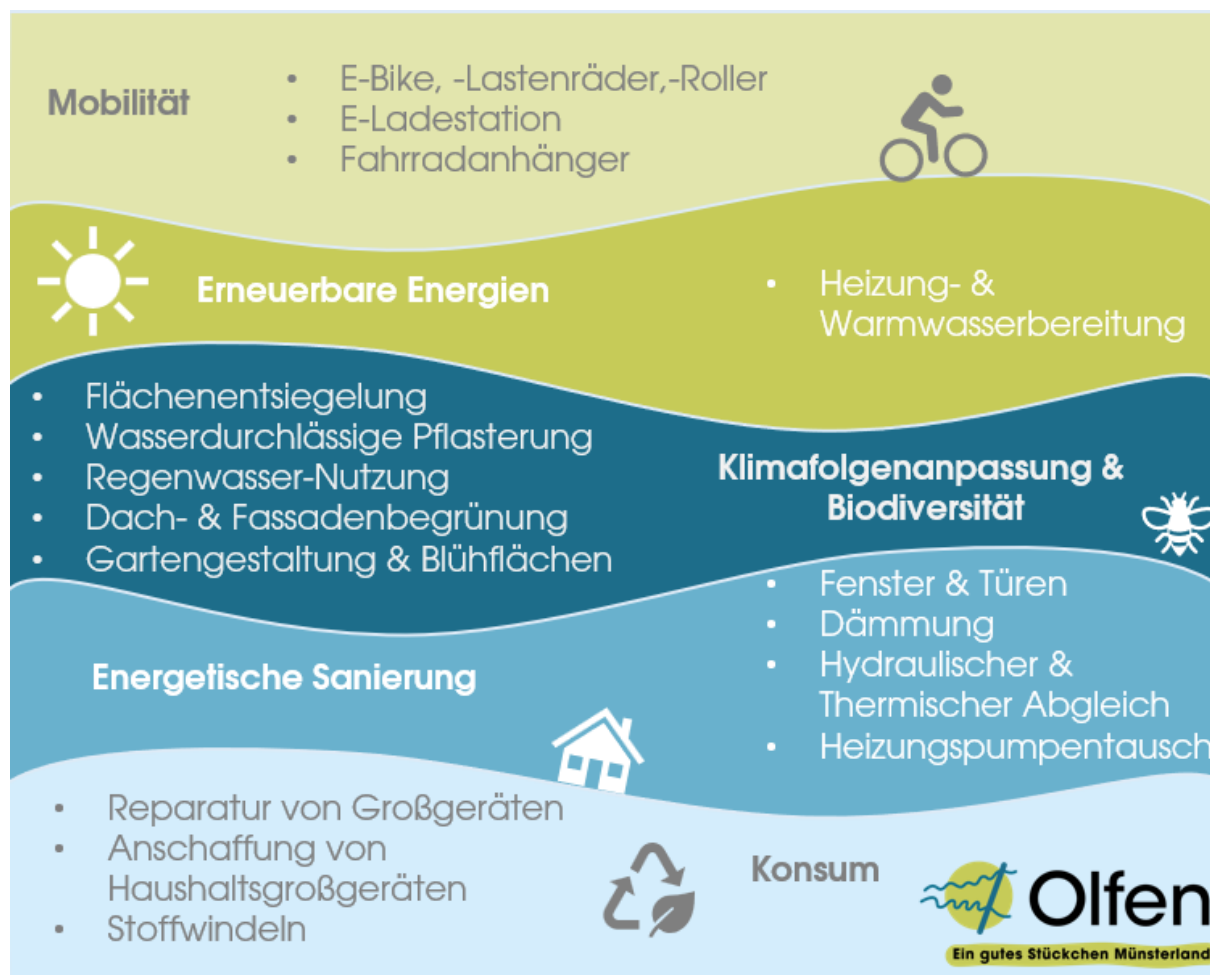 Mobilität
• E-Bike, -Lastenräder,-Roller
• E-Ladestation
• Fahrradanhänger
Erneuerbare Energien
• Heizung- &
Warmwasserbereitung
• Flächenentsiegelung
• Wasserdurchlässige Pflasterung
• Regenwasser-Nutzung
• Dach- & Fassadenbegrünung
• Gartengestaltung & Blühflächen
Klimafolgenanpassung &
Biodiversität
Energetische Sanierung
• Fenster & Türen
• Dämmung
• Hydraulischer &
Thermischer Abgleich
• Heizungspumpentausch
• Reparatur von Großgeräten
• Anschaffung von
Haushaltsgroßgeräten
• Stoffwindeln
Konsum
Olfen
Ein gutes Stückchen Münsterland